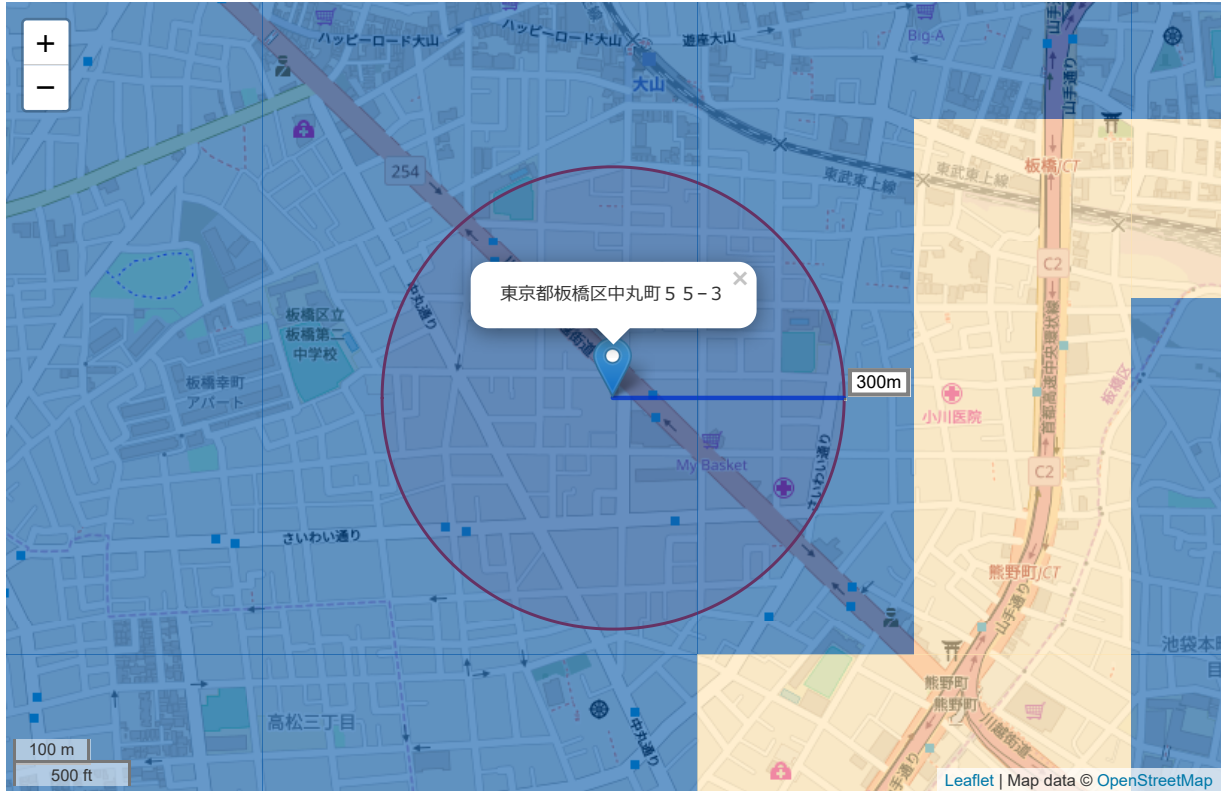 +
−
ハッピーロード大山
ハッピーロード大山
遊座大山
Big-A
山手通り
山手通り
大山
254
東武東上線
東武東上線
板橋JCT
C2
東京都板橋区中丸町５５−３
×
中丸通り
板橋区立
板橋第二
中学校
板橋幸町
アパート
300m
首都高速中央環状線
板橋区
小川医院
My Basket
さいわい通り
C2
さいわい通り
熊野町JCT
山手通り
池袋本町
熊野町
熊野町
川越街道
高松三丁目
中丸通り
山手通り
100 m
500 ft
Leaflet | Map data © OpenStreetMap